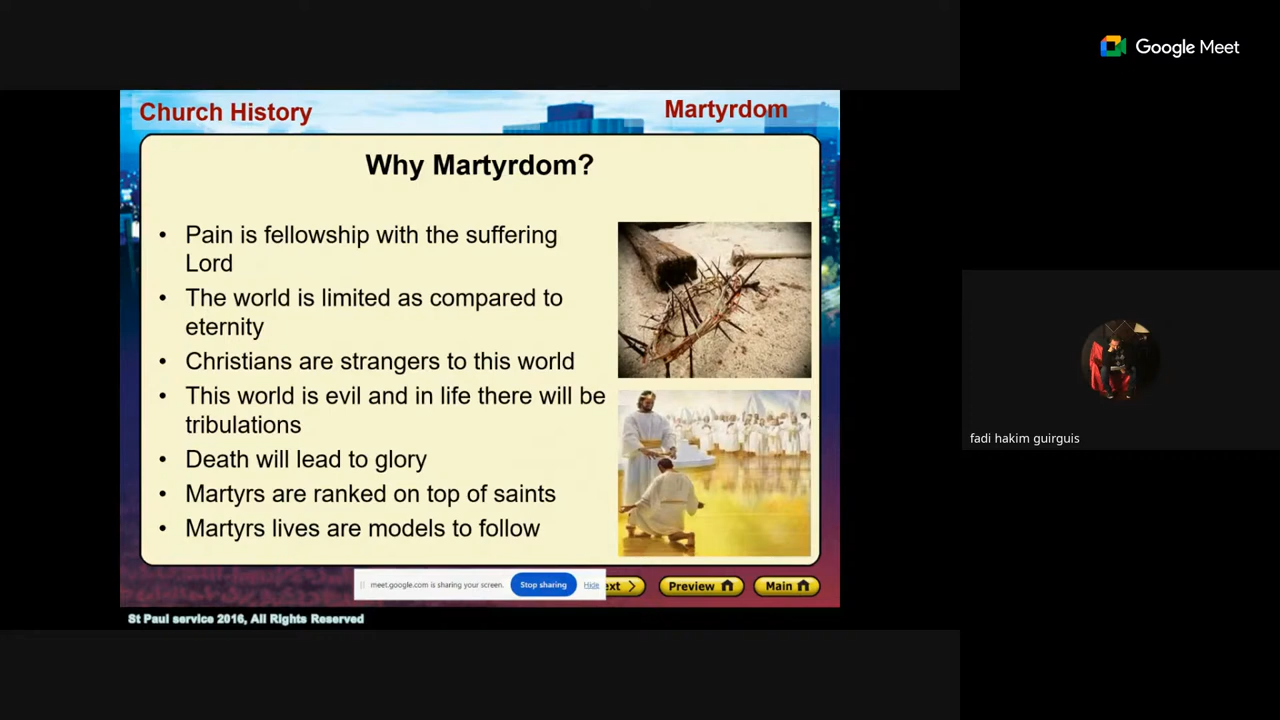 Google Meet
Church History
Martyrdom
Why Martyrdom?
• Pain is fellowship with the suffering
Lord
• The world is limited as compared to
eternity
• Christians are strangers to this world
• This world is evil and in life there will be
tribulations
• Death will lead to glory
• Martyrs are ranked on top of saints
• Martyrs lives are models to follow
fadi hakim guirguis
meet.google.com is sharing your screen.
Stop sharing
Hide
ext
Preview
Main
St Paul service 2016, All Rights Reserved